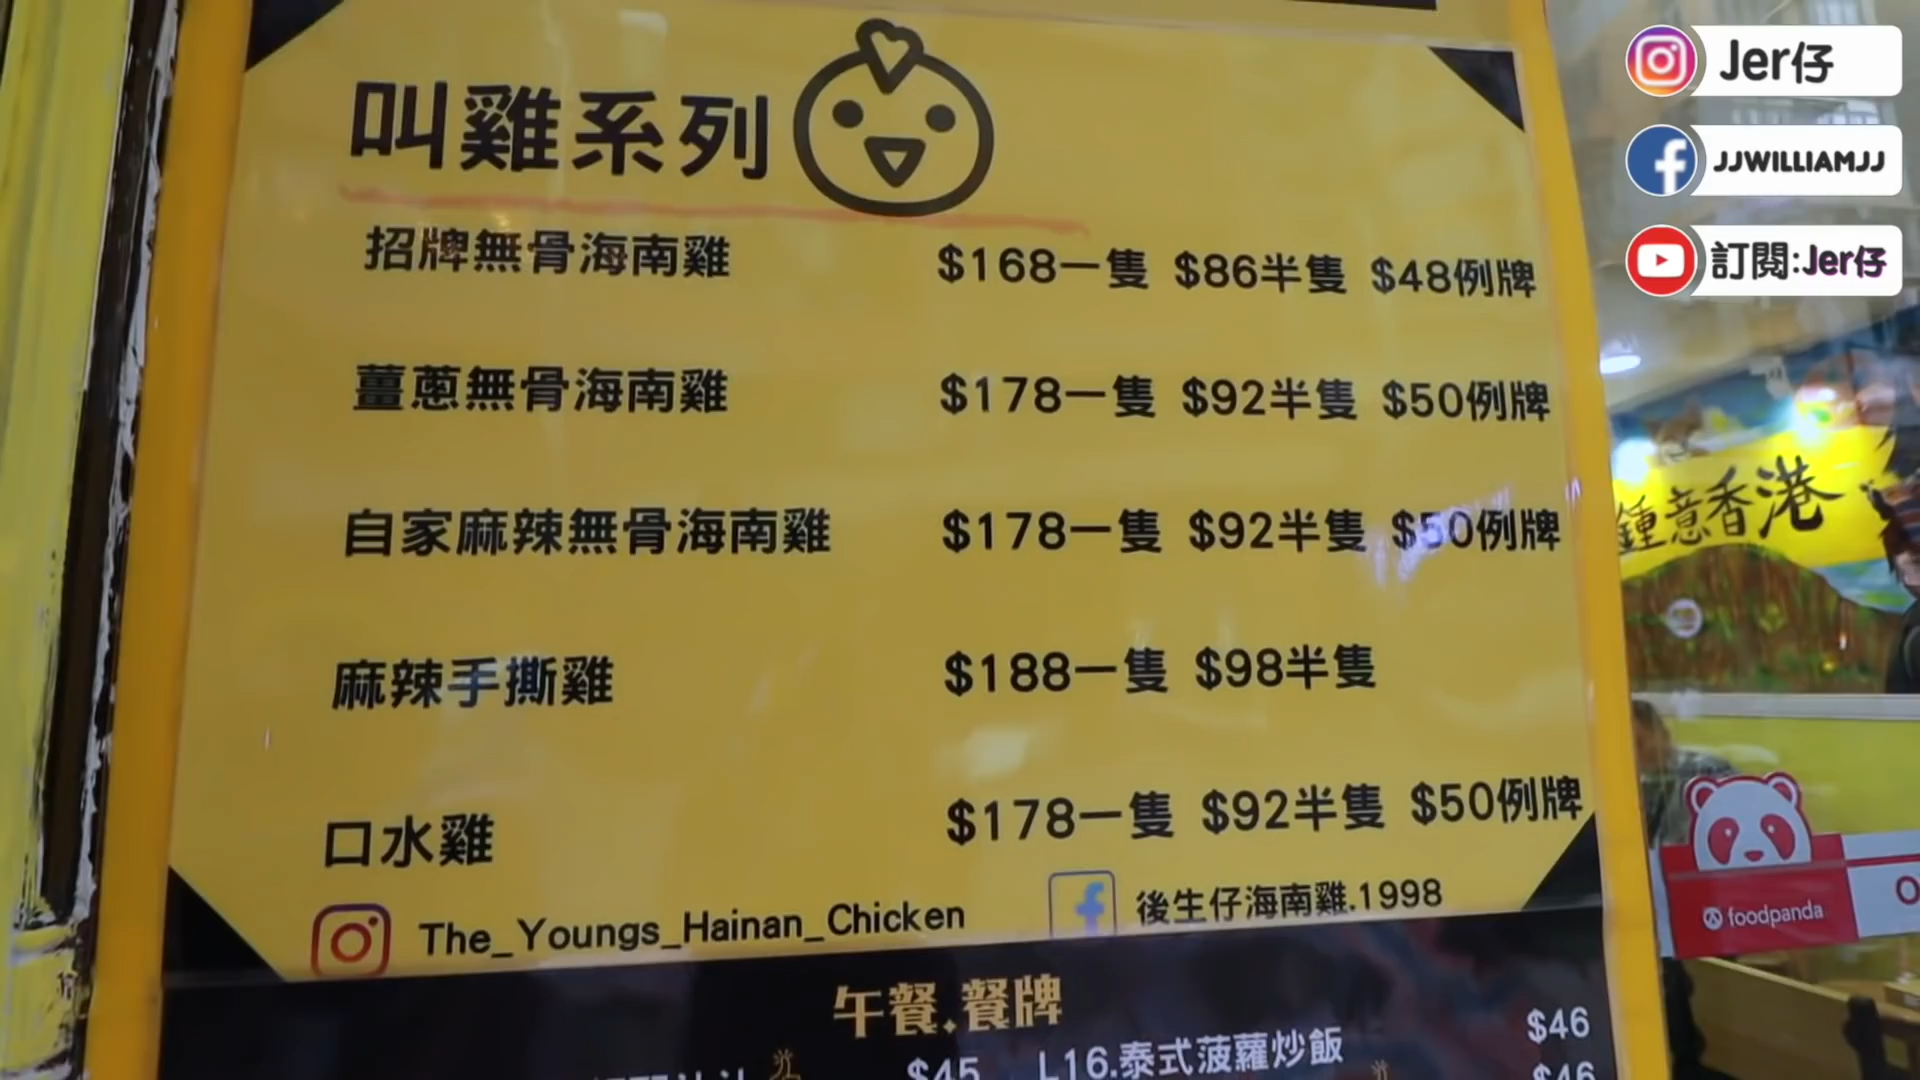 叫雞系列
招牌無骨海南雞 $168一隻 $86半隻 $48例牌
薑蔥無骨海南雞 $178一隻 $92半隻 $50例牌
自家麻辣無骨海南雞 $178一隻 $92半隻 $50例牌
麻辣手撕雞 $188一隻 $98半隻
口水雞 $178一隻 $92半隻 $50例牌
The_Youngs_Hainan_Chicken 後生仔海南雞.1998
午餐.餐牌
$45 L16.泰式菠蘿炒飯 $46
$46
Jer仔
JJWILLIAMJJ
訂閱:Jer仔
鍾意香港
foodpanda